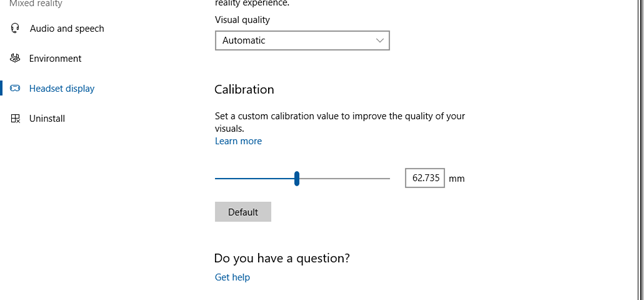 Mixed reality
Audio and speech
Environment
Headset display
Uninstall
reality experience.
Visual quality
Automatic
Calibration
Set a custom calibration value to improve the quality of your
visuals.
Learn more
62.735 mm
Default
Do you have a question?
Get help